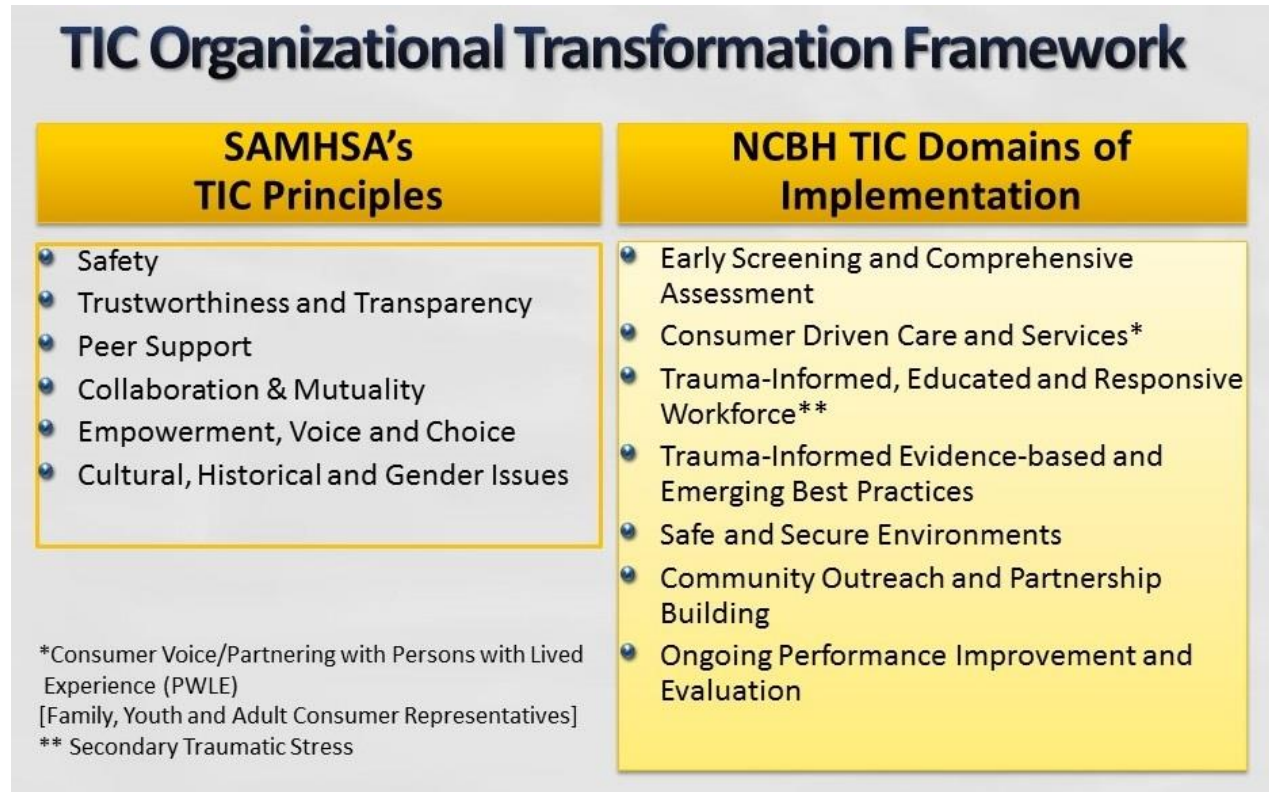 TIC Organizational Transformation Framework
SAMHSA's
TIC Principles
Safety
Trustworthiness and Transparency
Peer Support
Collaboration & Mutuality
Empowerment, Voice and Choice
Cultural, Historical and Gender Issues
*Consumer Voice/Partnering with Persons with Lived
Experience (PWLE)
[Family, Youth and Adult Consumer Representatives]
** Secondary Traumatic Stress
NCBH TIC Domains of
Implementation
Early Screening and Comprehensive
Assessment
Consumer Driven Care and Services*
Trauma-Informed, Educated and Responsive
Workforce**
Trauma-Informed Evidence-based and
Emerging Best Practices
Safe and Secure Environments
Community Outreach and Partnership
Building
Ongoing Performance Improvement and
Evaluation